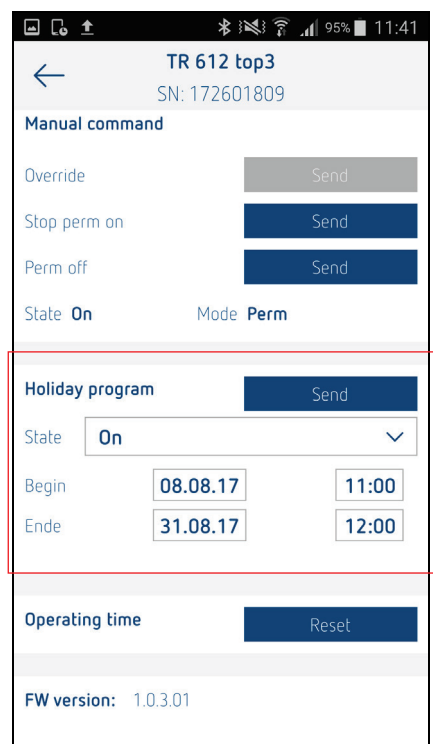 95% 11:41
TR 612 top3
SN: 172601809
Manual command
Override Send
Stop perm on Send
Perm off Send
State On Mode Perm
Holiday program Send
State On
Begin 08.08.17 11:00
Ende 31.08.17 12:00
Operating time Reset
FW version: 1.0.3.01